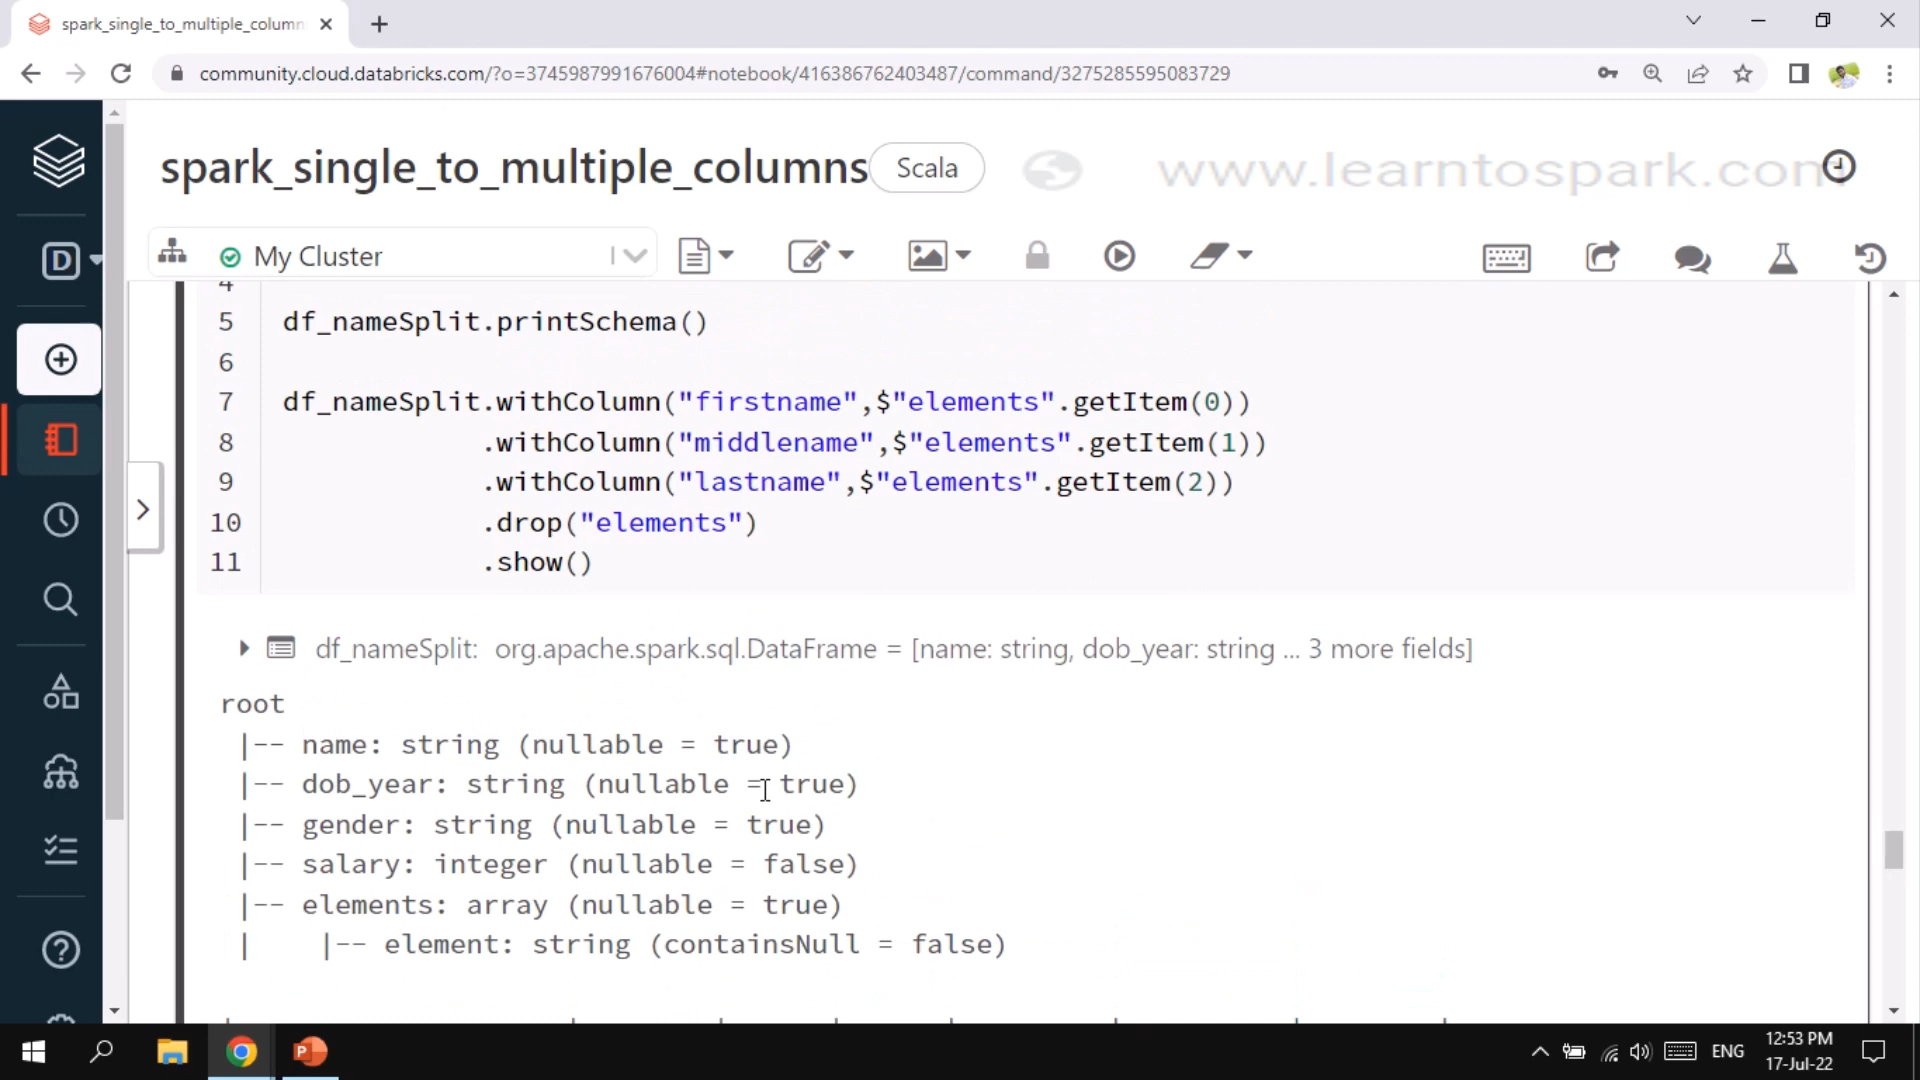 spark_single_to_multiple_column
community.cloud.databricks.com/?o=3745987991676004#notebook/416386762403487/command/3275285595083729
spark_single_to_multiple_columns
Scala
www.learntospark.com
D
My Cluster
4
5 df_nameSplit.printSchema()
6
7 df_nameSplit.withColumn("firstname",$"elements".getItem(0))
8 .withColumn("middlename",$"elements".getItem(1))
9 .withColumn("lastname",$"elements".getItem(2))
10 .drop("elements")
11 .show()
df_nameSplit: org.apache.spark.sql.DataFrame = [name: string, dob_year: string ... 3 more fields]
root
|-- name: string (nullable = true)
|-- dob_year: string (nullable = true)
|-- gender: string (nullable = true)
|-- salary: integer (nullable = false)
|-- elements: array (nullable = true)
| |-- element: string (containsNull = false)
P
ENG
12:53 PM
17-Jul-22